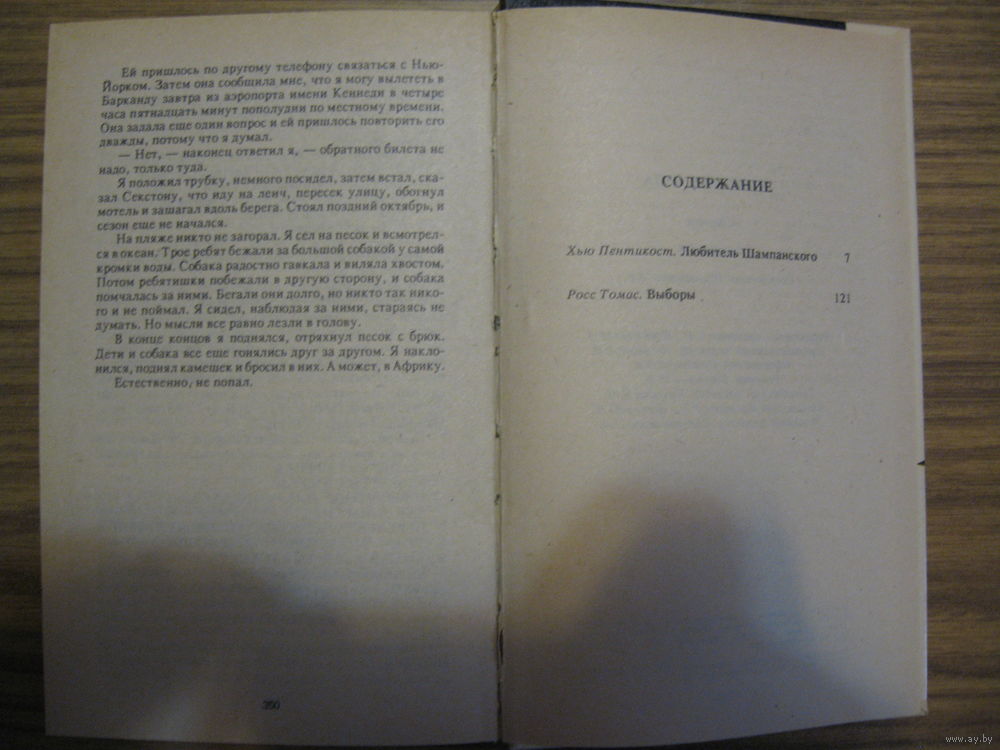 Ей пришлось по другому телефону связаться с Нью-
Йорком. Затем она сообщила мне, что я могу вылететь в
Барканду завтра из аэропорта имени Кеннеди в четыре
часа пятнадцать минут пополудни по местному времени.
Она задала еще один вопрос и ей пришлось повторить его
дважды, потому что я думал.
— Нет, — наконец ответил я, — обратного билета не
надо, только туда.
Я положил трубку, немного посидел, затем встал, ска-
зал Секстону, что иду на ленч, пересек улицу, обогнул
мотель и зашагал вдоль берега. Стоял поздний октябрь, и
сезон еще не начался.
На пляже никто не загорал. Я сел на песок и всмотрел-
ся в океан. Трое ребят бежали за большой собакой у самой
кромки воды. Собака радостно гавкала и виляла хвостом.
Потом ребятишки побежали в другую сторону, и собака
помчалась за ними. Бегали они долго, но никто так нико-
го и не поймал. Я сидел, наблюдая за ними, стараясь не
думать. Но мысли все равно лезли в голову.
В конце концов я поднялся, отряхнул песок с брюк.
Дети и собака все еще гонялись друг за другом. Я накло-
нился, поднял камешек и бросил в них. А может, в Африку.
Естественно, не попал.
СОДЕРЖАНИЕ
Хью Пентикост. Любитель Шампанского 7
Росс Томас. Выборы 121
www.ay.by